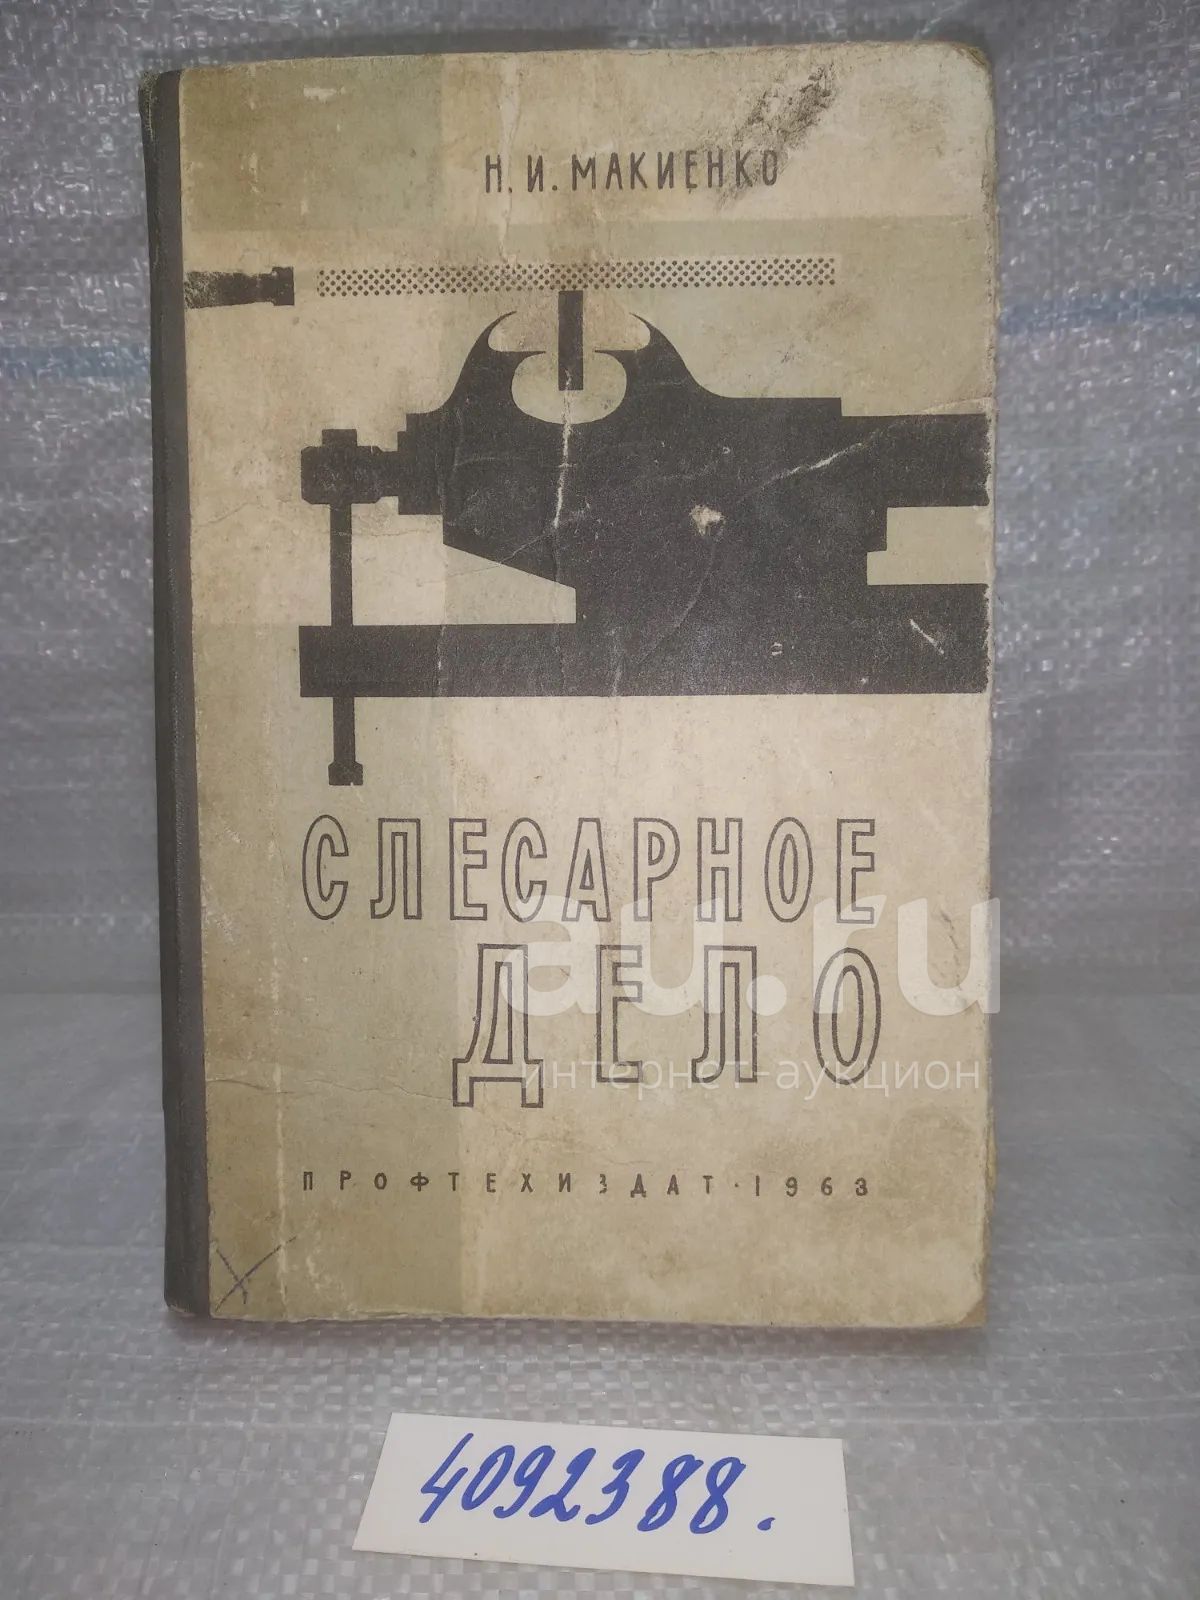 Н. И. МАКИЕНКО
СЛЕСАРНОЕ
ДЕЛО
au.ru
интернет-аукцион
ПРОФТЕХИЗДАТ · 1963
4092388.